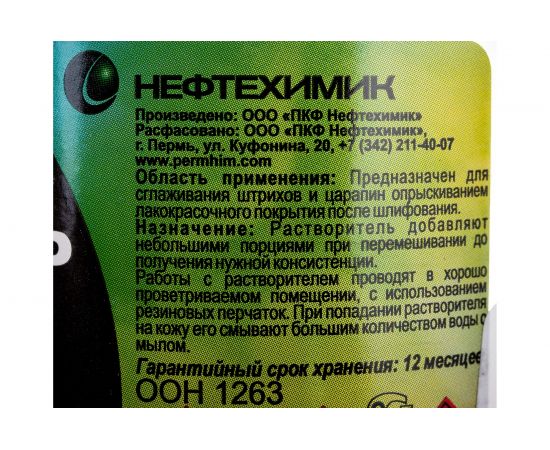 НЕФТЕХИМИК
Произведено: ООО «ПКФ Нефтехимик»
Расфасовано: ООО «ПКФ Нефтехимик»,
г. Пермь, ул. Куфонина, 20, +7 (342) 211-40-07
www.permhim.com
Область применения: Предназначен для
сглаживания штрихов и царапин опрыскиванием
лакокрасочного покрытия после шлифования.
Назначение: Растворитель добавляют
небольшими порциями при перемешивании до
получения нужной консистенции.
Работы с растворителем проводят в хорошо
проветриваемом помещении, с использованием
резиновых перчаток. При попадании растворителя
на кожу его смывают большим количеством воды с
мылом.
Гарантийный срок хранения: 12 месяцев
ООН 1263